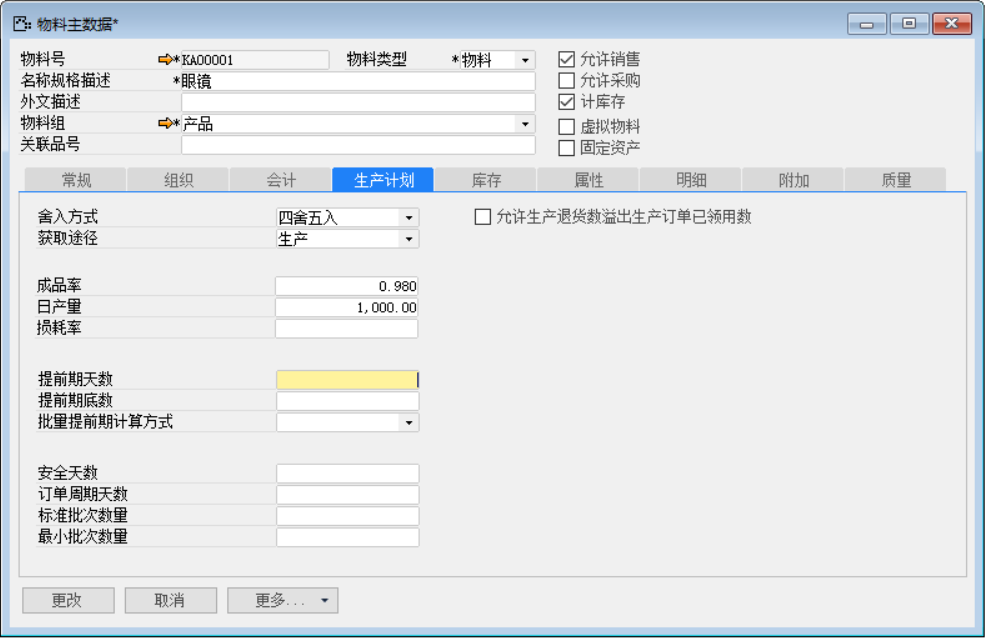 物料主数据*
物料号 *KA00001 物料类型 *物料 允许销售
名称规格描述 *眼镜 允许采购
外文描述 计库存
物料组 *产品 虚拟物料
关联品号 固定资产
常规 组织 会计 生产计划 库存 属性 明细 附加 质量
舍入方式 四舍五入 允许生产退货数溢出生产订单已领用数
获取途径 生产
成品率 0.980
日产量 1,000.00
损耗率
提前期天数
提前期底数
批量提前期计算方式
安全天数
订单周期天数
标准批次数量
最小批次数量
更改 取消 更多...